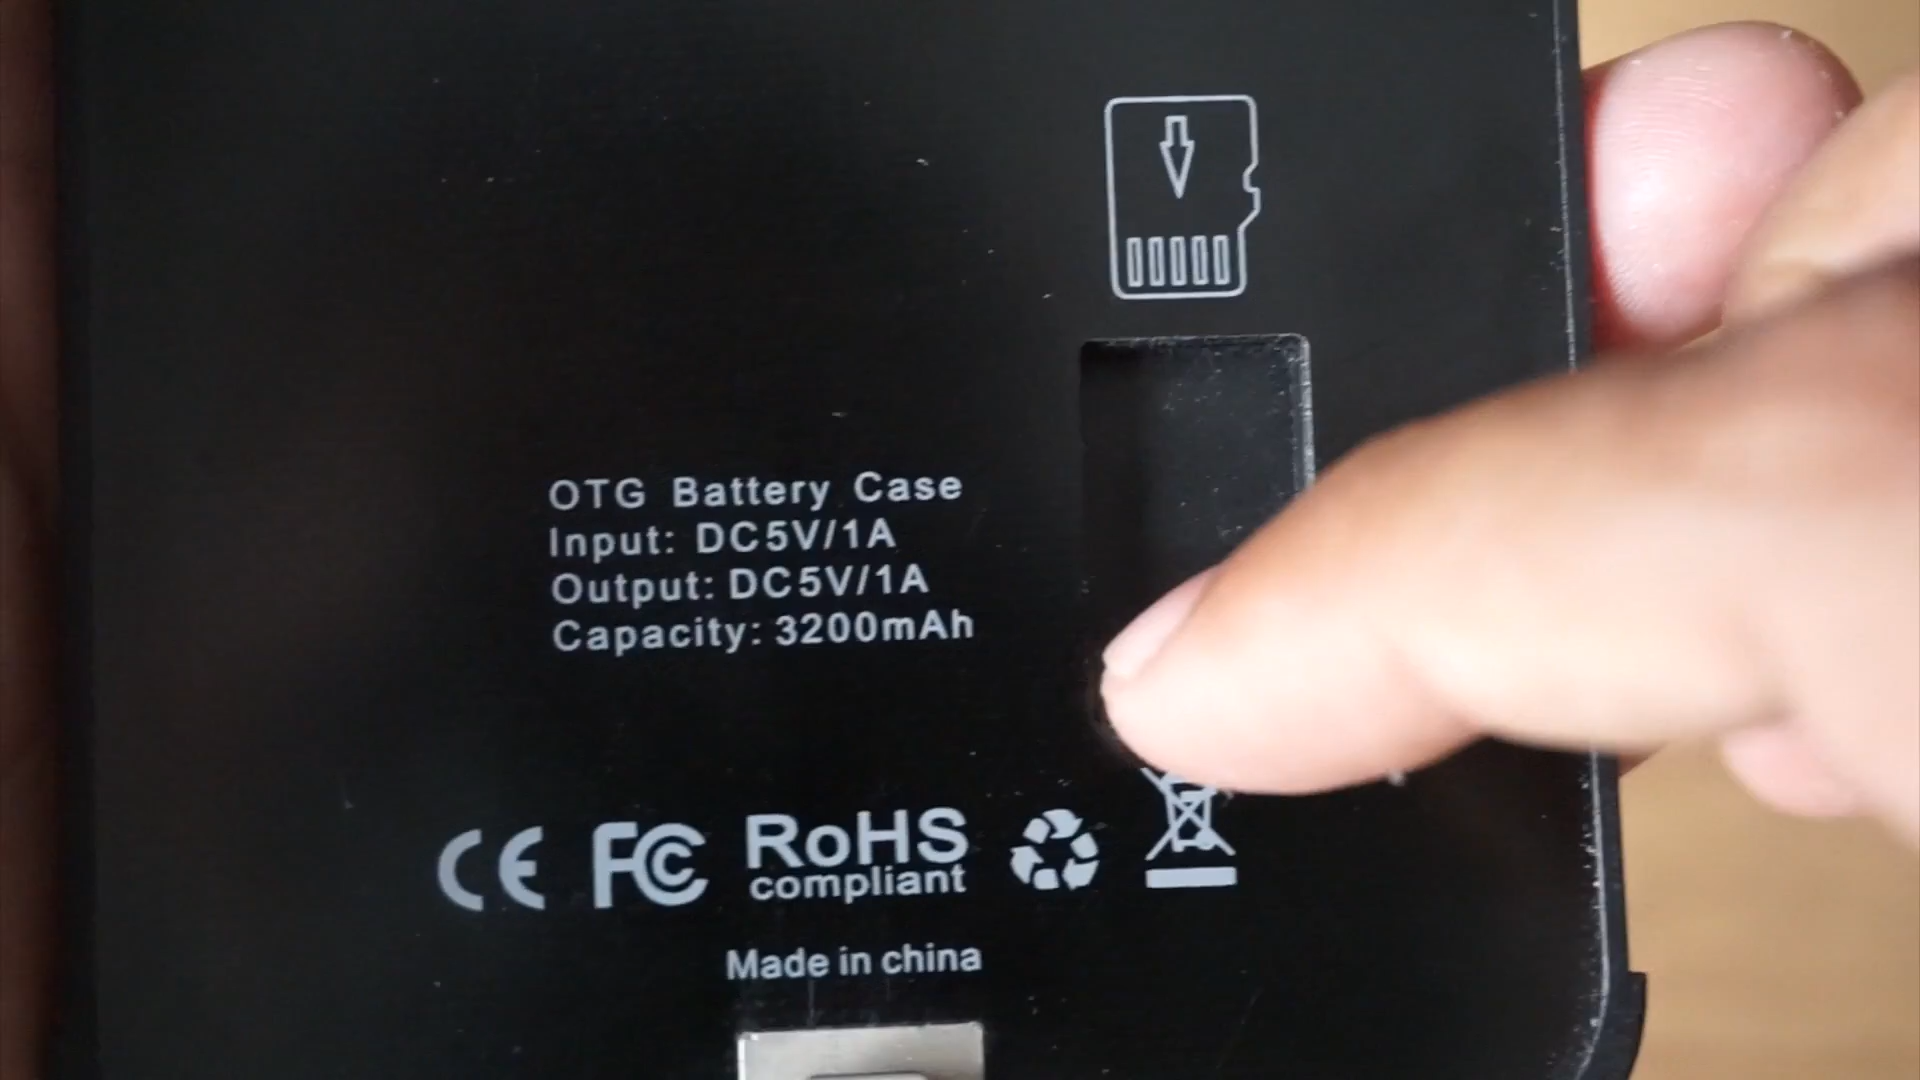 OTG Battery Case
Input: DC5V/1A
Output: DC5V/1A
Capacity: 3200mAh
CE FC RoHS
compliant
Made in china